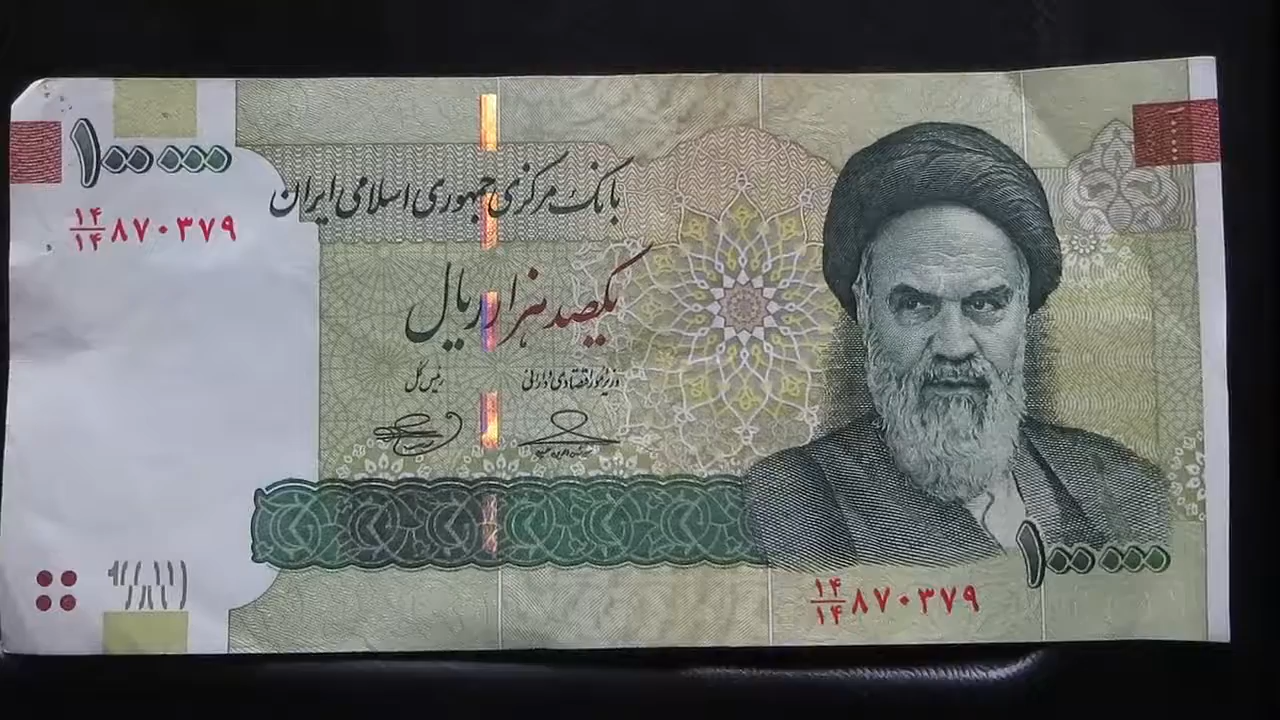 ۱۰۰۰۰۰
۱۴/۱۴ ۸۷۰۳۷۹
بانک مرکزی جمهوری اسلامی ایران
یکصد هزار ریال
وزیر امور اقتصادی و دارائی
رئیس کل
۱۰۰۰۰۰
۱۴/۱۴ ۸۷۰۳۷۹